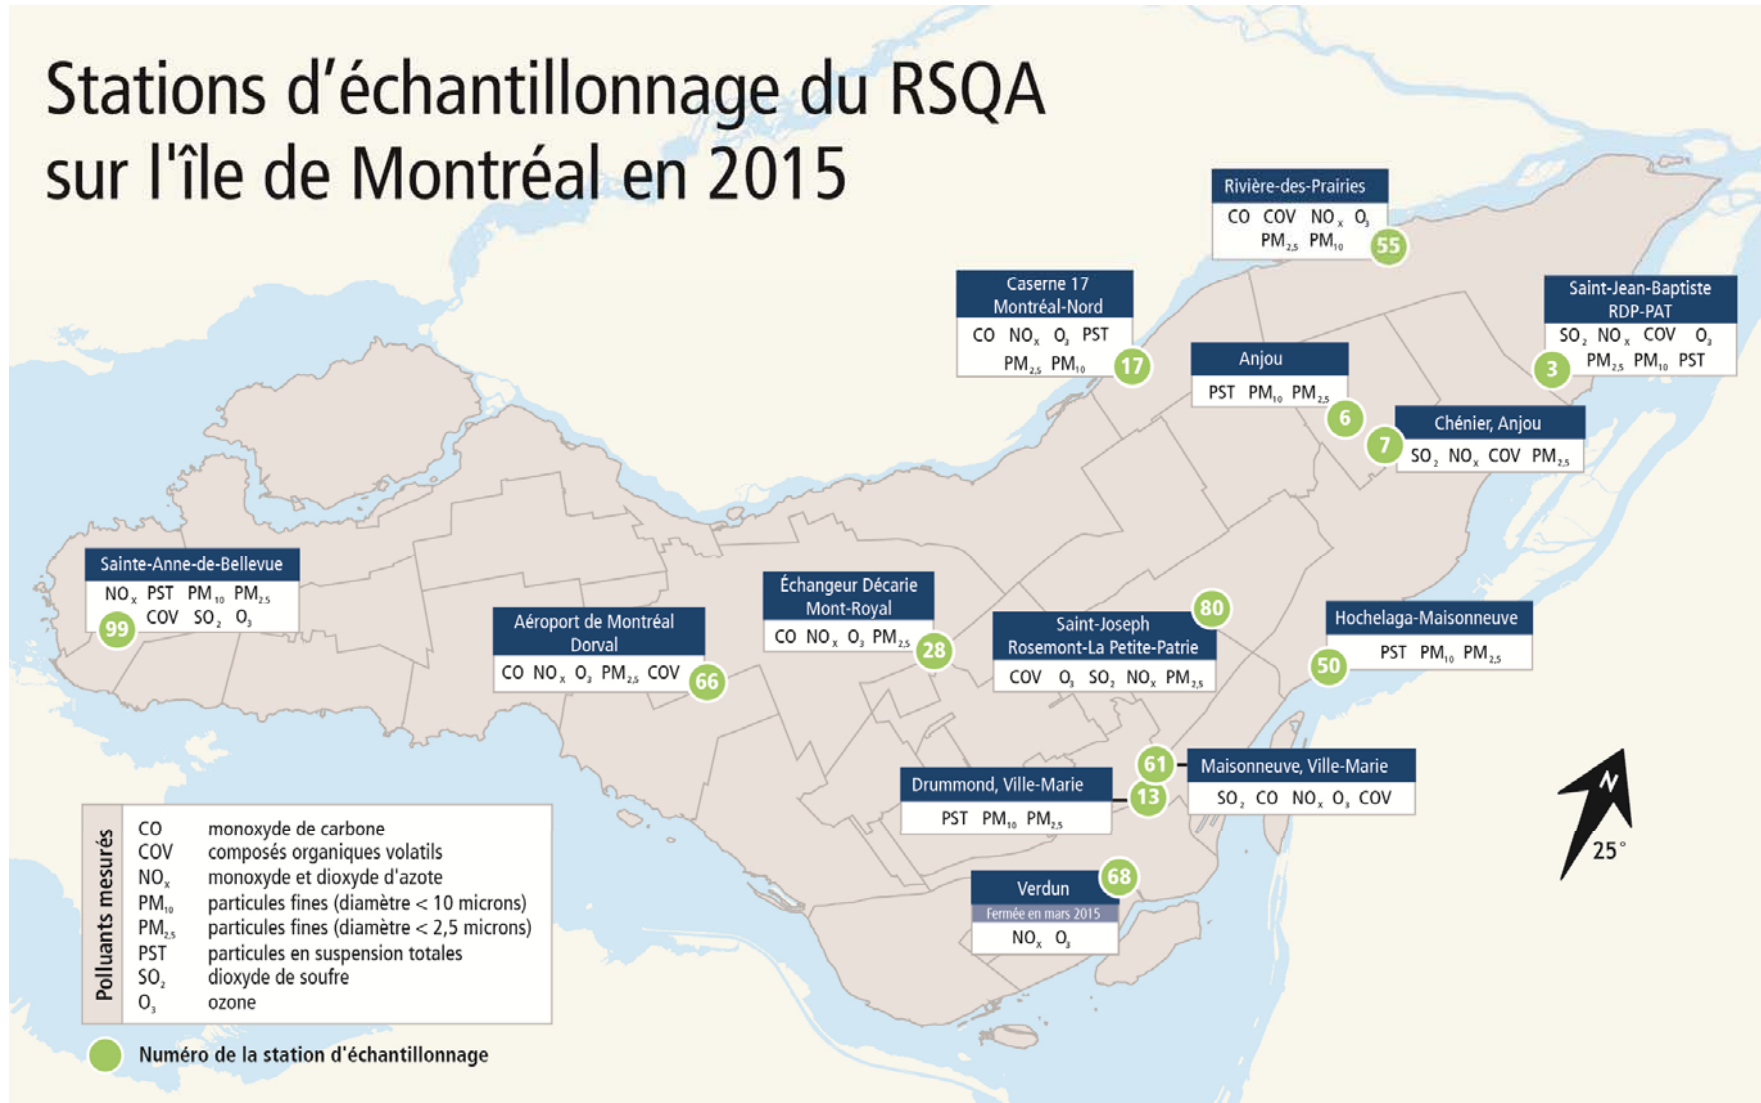 Stations d'échantillonnage du RSQA
sur l'île de Montréal en 2015
Rivière-des-Prairies
CO COV NOₓ O₃
PM₂,₅ PM₁₀
55
Caserne 17
Montréal-Nord
CO NOₓ O₃ PST
PM₂,₅ PM₁₀
17
Saint-Jean-Baptiste
RDP-PAT
SO₂ NOₓ COV O₃
PM₂,₅ PM₁₀ PST
3
Anjou
PST PM₁₀ PM₂,₅
6
Chénier, Anjou
SO₂ NOₓ COV PM₂,₅
7
Sainte-Anne-de-Bellevue
NOₓ PST PM₁₀ PM₂,₅
COV SO₂ O₃
99
Aéroport de Montréal
Dorval
CO NOₓ O₃ PM₂,₅ COV
66
Échangeur Décarie
Mont-Royal
CO NOₓ O₃ PM₂,₅
28
80
Saint-Joseph
Rosemont-La Petite-Patrie
COV O₃ SO₂ NOₓ PM₂,₅
Hochelaga-Maisonneuve
PST PM₁₀ PM₂,₅
50
61
Maisonneuve, Ville-Marie
SO₂ CO NOₓ O₃ COV
Drummond, Ville-Marie
PST PM₁₀ PM₂,₅
13
68
Verdun
Fermée en mars 2015
NOₓ O₃
N
25°
Polluants mesurés
CO monoxyde de carbone
COV composés organiques volatils
NOₓ monoxyde et dioxyde d'azote
PM₁₀ particules fines (diamètre < 10 microns)
PM₂,₅ particules fines (diamètre < 2,5 microns)
PST particules en suspension totales
SO₂ dioxyde de soufre
O₃ ozone
Numéro de la station d'échantillonnage